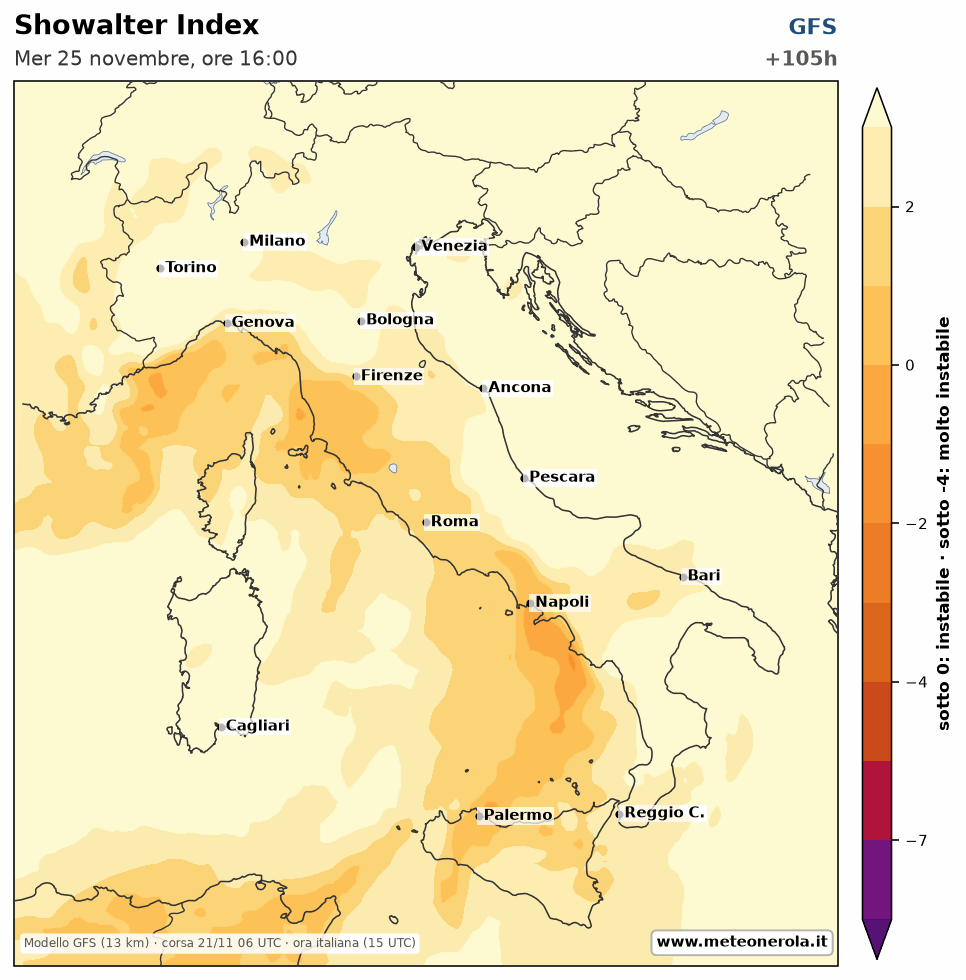 Showalter Index
GFS
Mer 25 novembre, ore 16:00
+105h
Milano
Venezia
Torino
Genova
Bologna
Firenze
Ancona
Pescara
Roma
Bari
Napoli
Cagliari
Palermo
Reggio C.
2
0
−2
−4
−7
sotto 0: instabile · sotto -4: molto instabile
Modello GFS (13 km) · corsa 21/11 06 UTC · ora italiana (15 UTC)
www.meteonerola.it